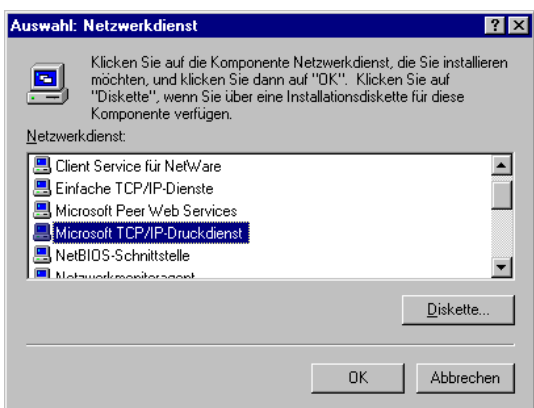 Auswahl: Netzwerkdienst
Klicken Sie auf die Komponente Netzwerkdienst, die Sie installieren
möchten, und klicken Sie dann auf "OK". Klicken Sie auf
"Diskette", wenn Sie über eine Installationsdiskette für diese
Komponente verfügen.
Netzwerkdienst:
Client Service für NetWare
Einfache TCP/IP-Dienste
Microsoft Peer Web Services
Microsoft TCP/IP-Druckdienst
NetBIOS-Schnittstelle
Netzwerkmonitoragent
Diskette...
OK
Abbrechen